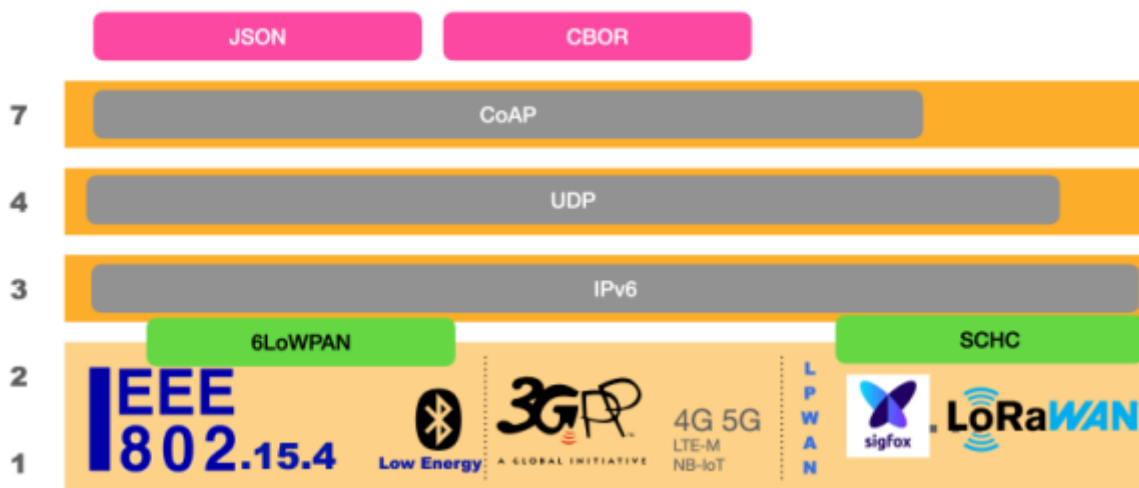 JSON CBOR
7 CoAP
4 UDP
3 IPv6
6LoWPAN SCHC
2
1
IEEE
802.15.4
Low Energy
3GPP
A GLOBAL INITIATIVE
4G 5G
LTE-M
NB-IoT
LPWAN
sigfox
LoRaWAN